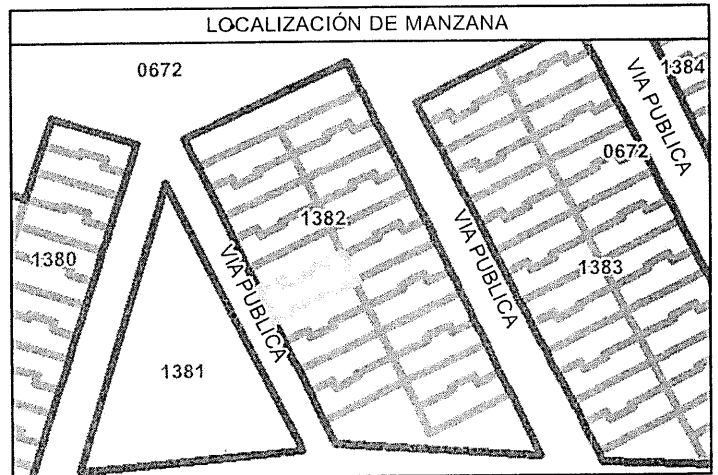 LOCALIZACIÓN DE MANZANA
0672
1384
VIA PUBLICA
0672
1382
VIA PUBLICA
1380
VIA PUBLICA
1383
1381